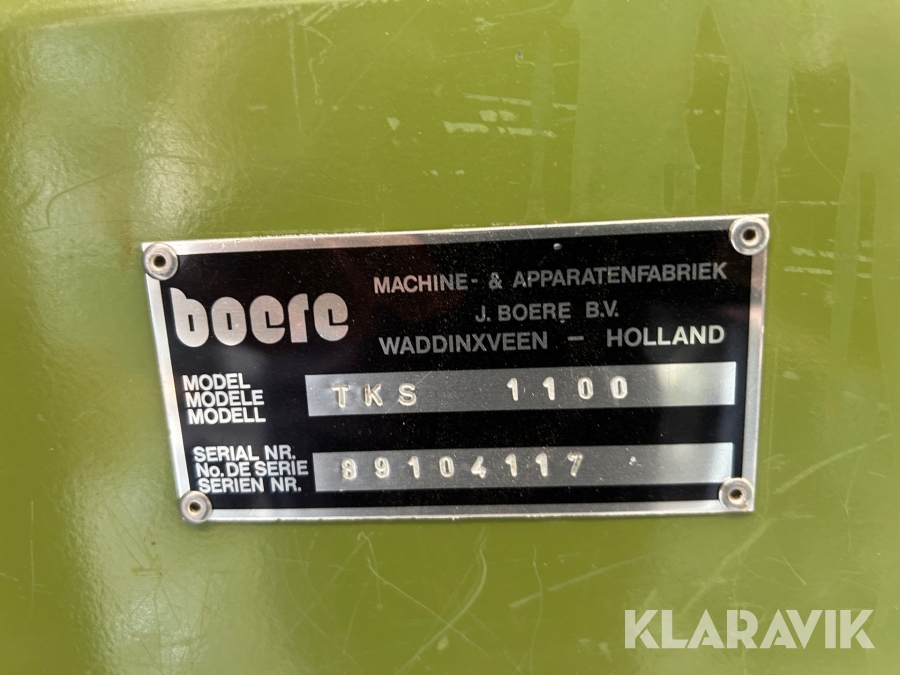 boere
MACHINE- & APPARATENFABRIEK
J. BOERE B.V.
WADDINXVEEN - HOLLAND
MODEL
MODELE
MODELL
TKS 1100
SERIAL NR.
No. DE SERIE
SERIEN NR.
89104117
KLARAVIK